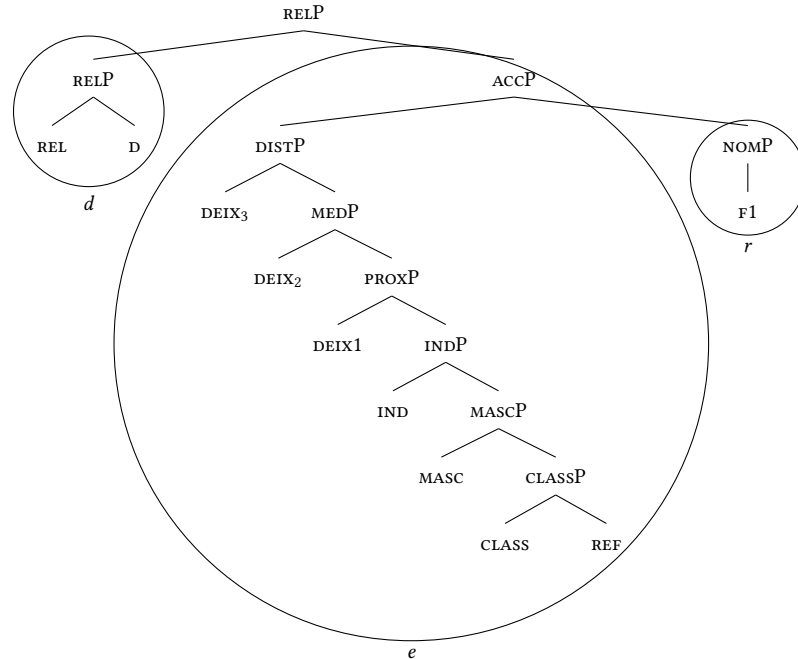 RELP
RELP ACCP
REL D DISTP NOMP
d DEIX₃ MEDP F1
r
DEIX₂ PROXP
DEIX1 INDP
IND MASCP
MASC CLASSP
CLASS REF
e